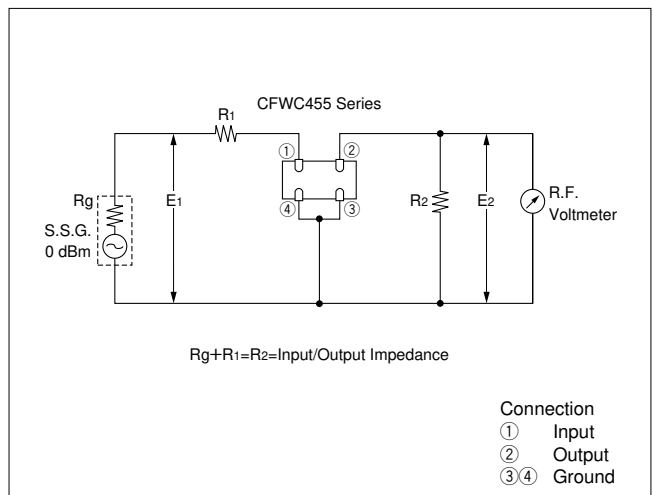 CFWC455 Series
R1
① ②
Rg
E1
R2
E2
R.F.
Voltmeter
S.S.G.
0 dBm
④ ③
Rg+R1=R2=Input/Output Impedance
Connection
① Input
② Output
③④ Ground